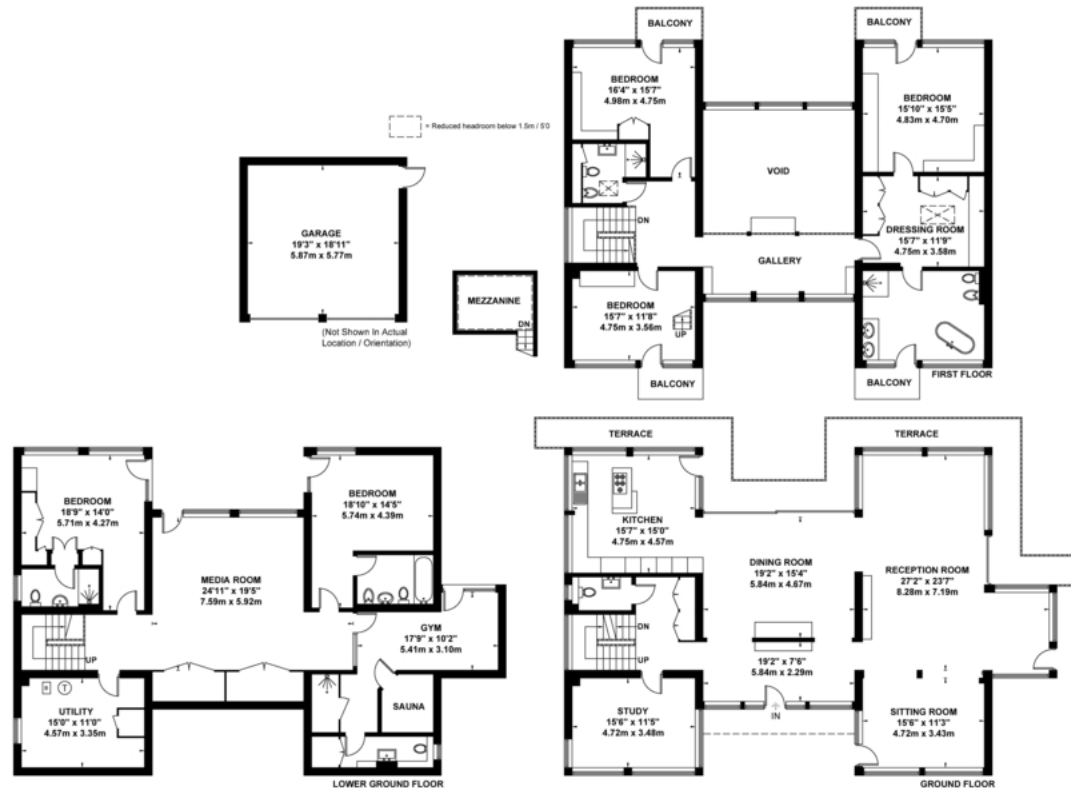 BALCONY
BALCONY
BEDROOM
16'4" x 15'7"
4.98m x 4.75m
BEDROOM
15'10" x 15'5"
4.83m x 4.70m
= Reduced headroom below 1.5m / 5'0
VOID
GARAGE
19'3" x 18'11"
5.87m x 5.77m
(Not Shown In Actual
Location / Orientation)
MEZZANINE
DN
DN
GALLERY
DRESSING ROOM
15'7" x 11'9"
4.75m x 3.58m
BEDROOM
15'7" x 11'8"
4.75m x 3.56m
UP
BALCONY
BALCONY
FIRST FLOOR
BEDROOM
18'9" x 14'0"
5.71m x 4.27m
BEDROOM
18'10" x 14'5"
5.74m x 4.39m
MEDIA ROOM
24'11" x 19'5"
7.59m x 5.92m
GYM
17'9" x 10'2"
5.41m x 3.10m
UP
UTILITY
15'0" x 11'0"
4.57m x 3.35m
T
SAUNA
LOWER GROUND FLOOR
TERRACE
TERRACE
KITCHEN
15'7" x 15'0"
4.75m x 4.57m
DINING ROOM
19'2" x 15'4"
5.84m x 4.67m
RECEPTION ROOM
27'2" x 23'7"
8.28m x 7.19m
DN
UP
19'2" x 7'6"
5.84m x 2.29m
STUDY
15'6" x 11'5"
4.72m x 3.48m
IN
SITTING ROOM
15'6" x 11'3"
4.72m x 3.43m
GROUND FLOOR